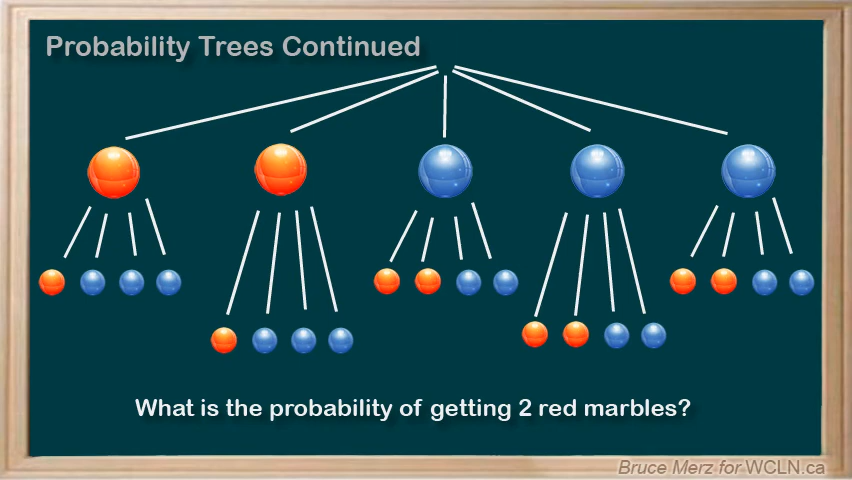 Probability Trees Continued
What is the probability of getting 2 red marbles?
Bruce Merz for WCLN.ca